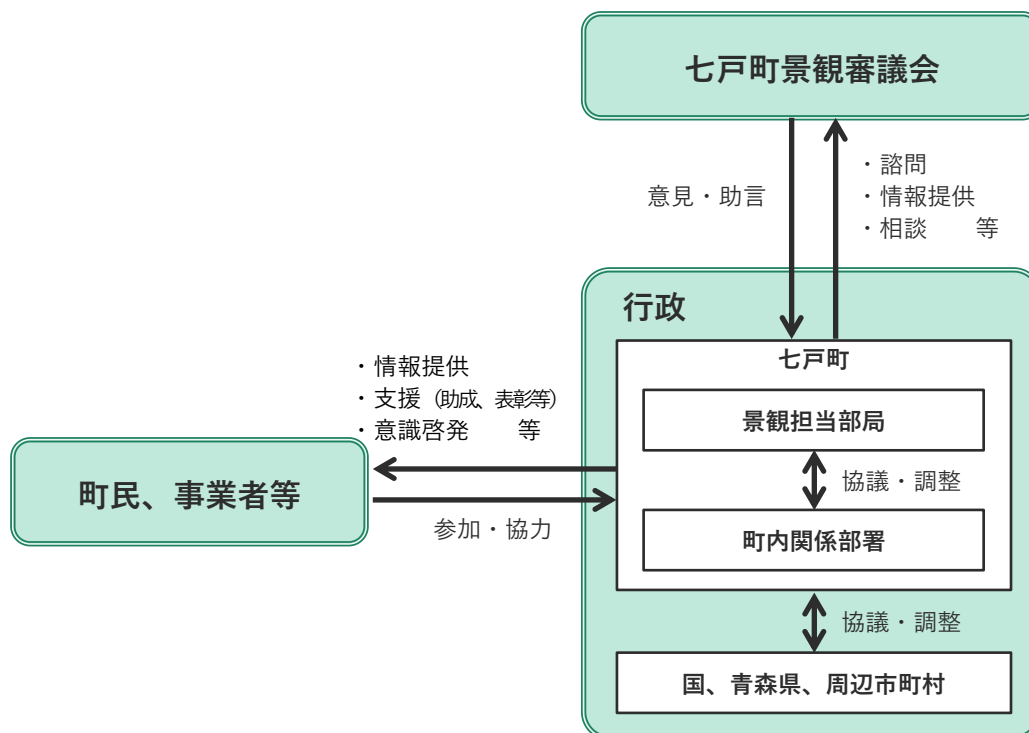 七戸町景観審議会
意見・助言
・諮問
・情報提供
・相談　　等
行政
七戸町
・情報提供
・支援（助成、表彰等）
・意識啓発　　等
景観担当部局
協議・調整
町民、事業者等
参加・協力
町内関係部署
協議・調整
国、青森県、周辺市町村